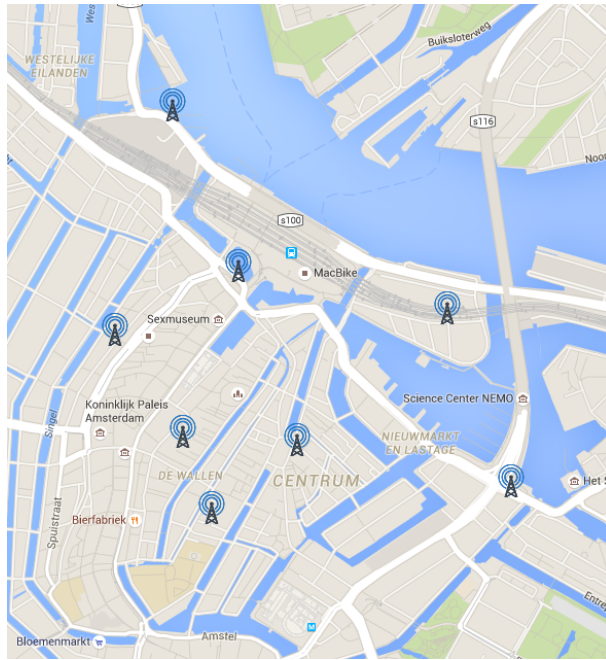 Buiksloterweg
WESTELIJKE
EILANDEN
s116
s100
MacBike
Sexmuseum
Science Center NEMO
Koninklijk Paleis
Amsterdam
Singel
NIEUWMARKT
EN LASTAGE
DE WALLEN
CENTRUM
Het S
Bierfabriek
Spuistraat
Amstel
Bloemenmarkt